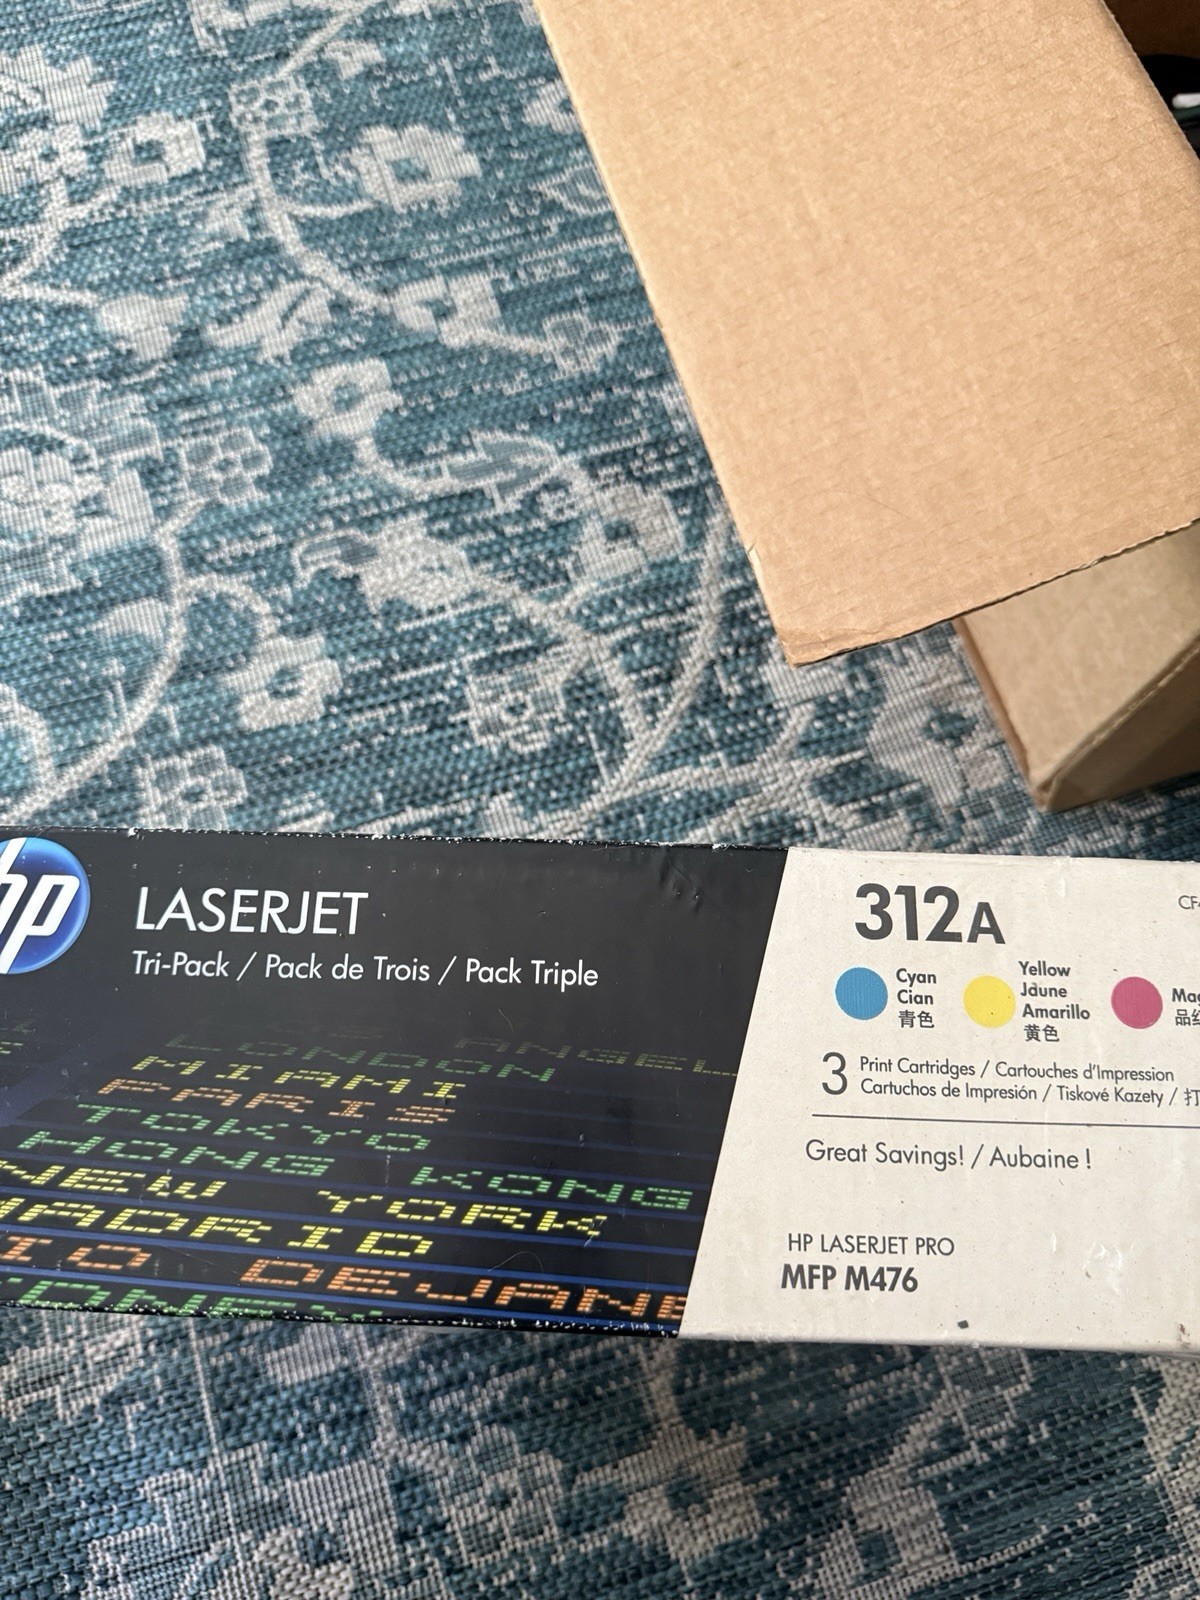 hp
LASERJET
Tri-Pack / Pack de Trois / Pack Triple
LONDON
MIAMI
PARIS
TOKYO
HONG KONG
NEW YORK
MADRID
312A
Cyan
Cian
青色
Yellow
Jaune
Amarillo
黄色
3 Print Cartridges / Cartouches d'Impression
Cartuchos de Impresión / Tiskové Kazety /
Great Savings! / Aubaine !
HP LASERJET PRO
MFP M476